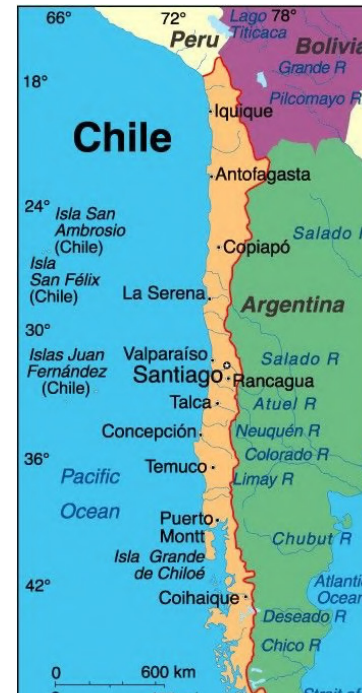 66°
72°
78°
Lago
Titicaca
Peru
Bolivia
Grande R
Pilcomayo R
18°
Iquique
Chile
Antofagasta
24°
Isla San
Ambrosio
(Chile)
Salado
Copiapó
Isla
San Félix
(Chile)
La Serena
Argentina
30°
Islas Juan
Fernández
(Chile)
Valparaíso
Salado R
Santiago
Rancagua
Talca
Atuel R
Concepción
Neuquén R
Colorado R
36°
Temuco
Limay R
Pacific
Ocean
Puerto
Montt
Chubut R
Isla Grande
de Chiloé
42°
Coihaique
Atlantic
Ocean
Deseado R
Chico R
0
600 km